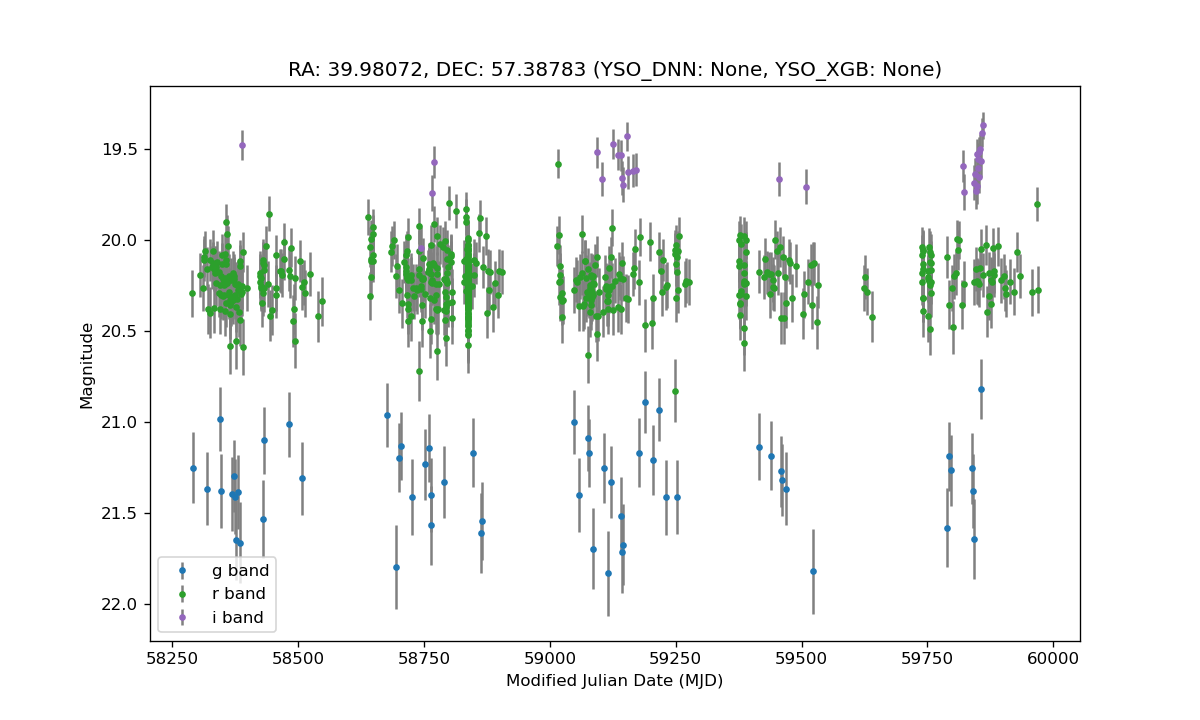 RA: 39.98072, DEC: 57.38783 (YSO_DNN: None, YSO_XGB: None)
19.5
20.0
20.5
21.0
21.5
22.0
Magnitude
g band
r band
i band
58250 58500 58750 59000 59250 59500 59750 60000
Modified Julian Date (MJD)